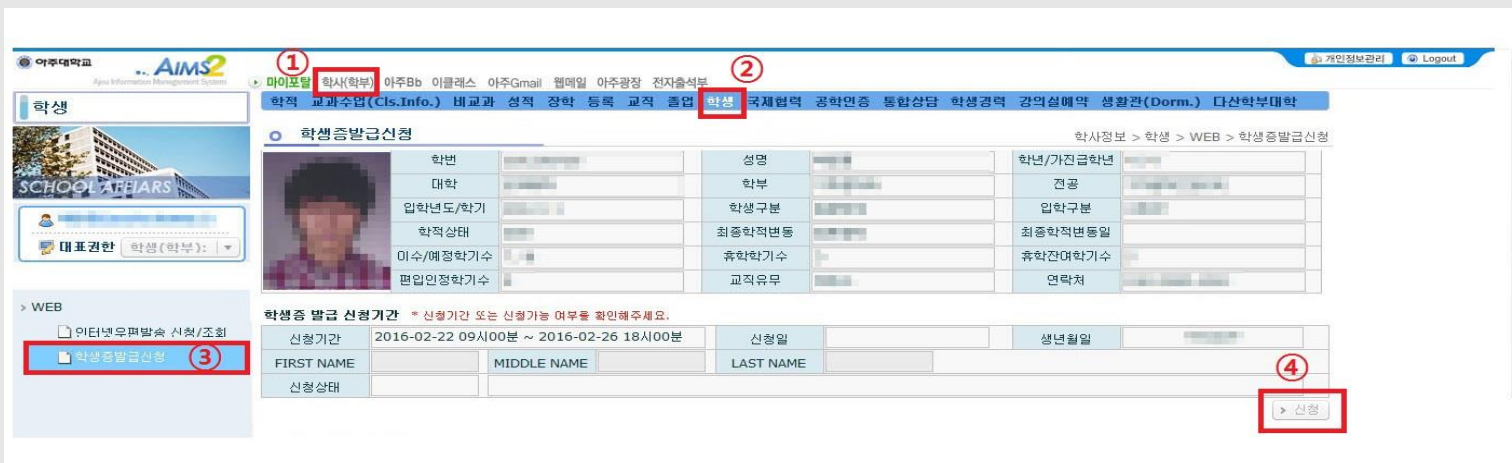 아주대학교
AIMS2
Ajou Information Management System
개인정보관리 Logout
① ②
마이포탈 학사(학부) 아주Bb 이클래스 아주Gmail 웹메일 아주광장 전자출석부
학적 교과수업(Cls.Info.) 비교과 성적 장학 등록 교직 졸업 학생 국제협력 공학인증 통합상담 학생경력 강의실예약 생활관(Dorm.) 다산학부대학
학생
SCHOOL AFFIARS
대표권한 학생(학부):
> WEB
인터넷우편발송 신청/조회
학생증발급신청 ③
학생증발급신청
학사정보 > 학생 > WEB > 학생증발급신청
학번 성명 학년/가진급학년
대학 학부 전공
입학년도/학기 학생구분 입학구분
학적상태 최종학적변동 최종학적변동일
이수/예정학기수 휴학학기수 휴학잔여학기수
편입인정학기수 교직유무 연락처
학생증 발급 신청기간 * 신청기간 또는 신청가능 여부를 확인해주세요.
신청기간 2016-02-22 09시00분 ~ 2016-02-26 18시00분 신청일 생년월일
FIRST NAME MIDDLE NAME LAST NAME
신청상태
④
> 신청